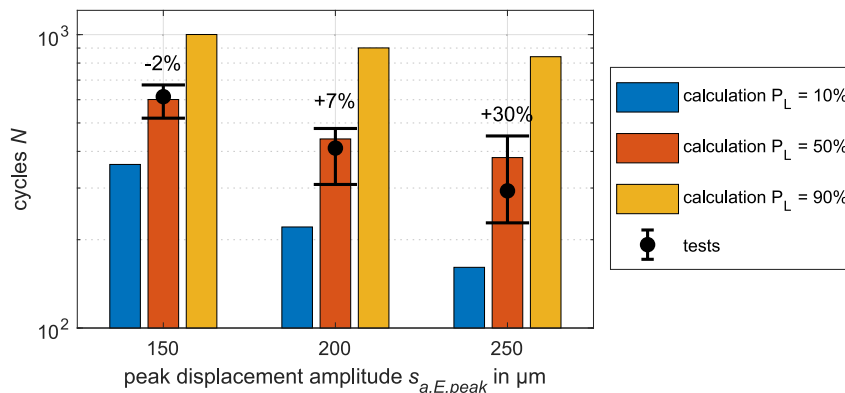 10^3
-2%
+7%
+30%
cycles N
10^2
150
200
250
peak displacement amplitude s_{a,E,peak} in µm
calculation P_L = 10%
calculation P_L = 50%
calculation P_L = 90%
tests